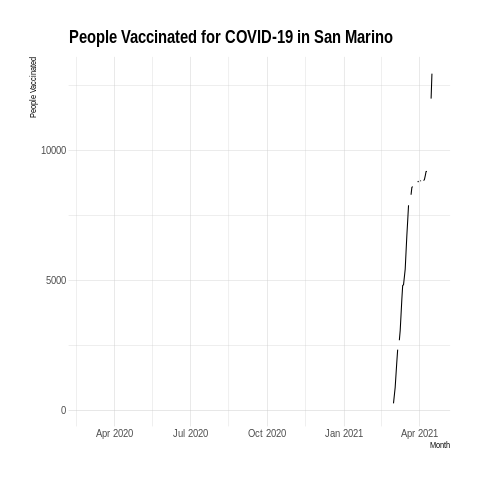 People Vaccinated for COVID-19 in San Marino
People Vaccinated
10000
5000
0
Apr 2020 Jul 2020 Oct 2020 Jan 2021 Apr 2021
Month